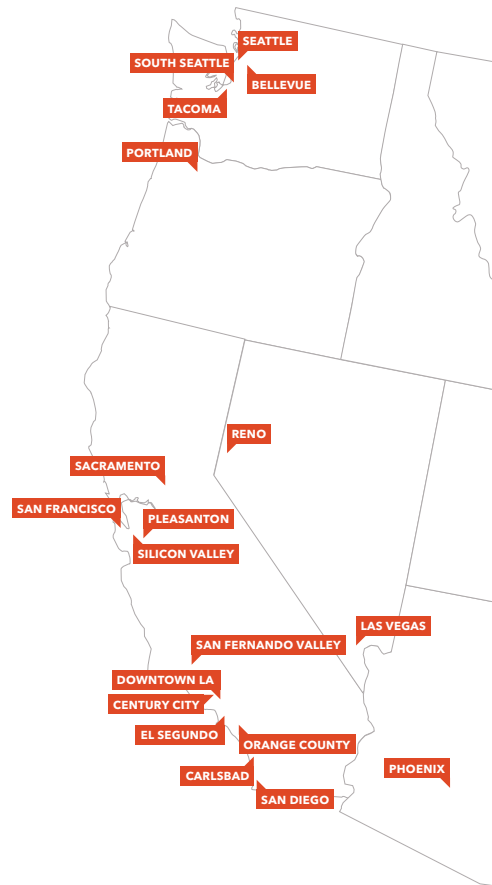 SEATTLE
SOUTH SEATTLE
BELLEVUE
TACOMA
PORTLAND
RENO
SACRAMENTO
SAN FRANCISCO
PLEASANTON
SILICON VALLEY
LAS VEGAS
SAN FERNANDO VALLEY
DOWNTOWN LA
CENTURY CITY
EL SEGUNDO
ORANGE COUNTY
PHOENIX
CARLSBAD
SAN DIEGO